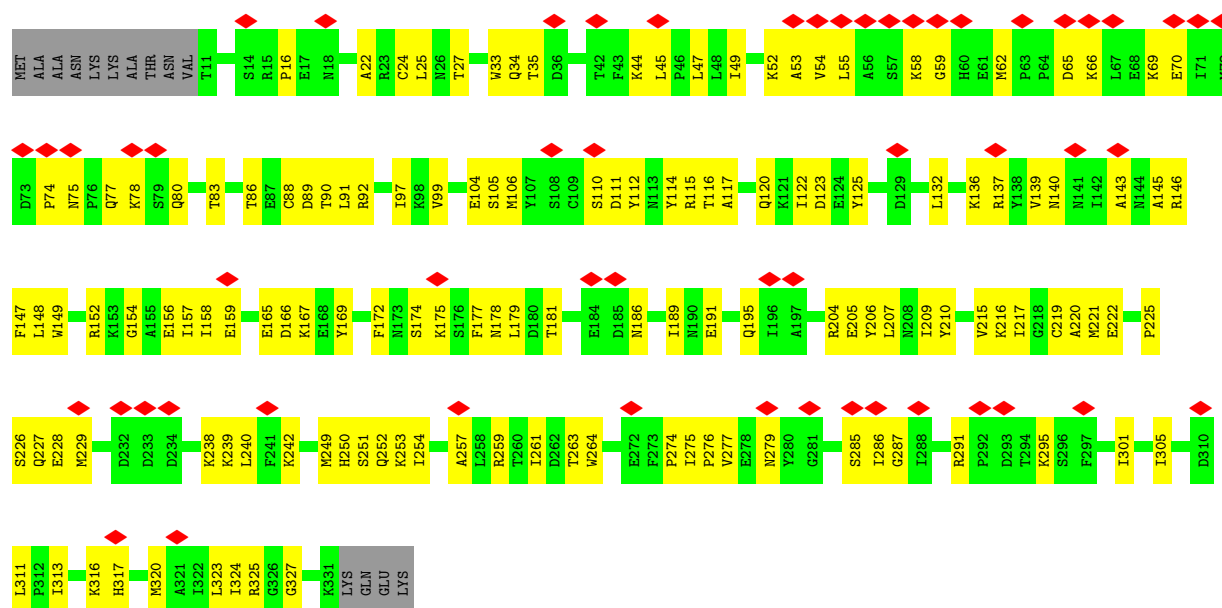 MET ALA ALA ASN LYS LYS ALA THR ASN VAL T11 S14 R15 P16 E17 N18 A22 R23 C24 L25 N26 T27 W33 Q34 T35 D36 T42 F43 K44 L45 P46 L47 L48 I49 K52 A53 V54 L55 A56 S57 K58 G59 H60 E61 M62 P63 P64 D65 K66 L67 E68 K69 E70 I71
D73 P74 N75 P76 Q77 K78 S79 Q80 T83 T86 E87 C88 D89 T90 L91 R92 I97 K98 V99 E104 S105 M106 Y107 S108 C109 S110 D111 Y112 N113 Y114 R115 T116 A117 Q120 K121 I122 D123 E124 Y125 D129 L132 K136 R137 Y138 V139 N140 N141 I142 A143 N144 A145 R146
F147 L148 W149 R152 K153 G154 A155 E156 I157 I158 E159 E165 D166 K167 E168 Y169 F172 N173 S174 K175 S176 F177 N178 L179 D180 T181 E184 D185 N186 I189 N190 E191 Q195 I196 A197 R204 E205 Y206 L207 N208 I209 Y210 V215 K216 I217 G218 C219 A220 M221 E222 P225
S226 Q227 E228 M229 D232 D233 D234 K238 K239 L240 F241 K242 M249 H250 S251 Q252 K253 I254 A257 L258 R259 T260 I261 D262 T263 W264 E272 F273 P274 I275 P276 V277 E278 N279 Y280 G281 S285 I286 G287 I288 R291 P292 D293 T294 K295 S296 F297 I301 I305 D310
L311 P312 I313 K316 H317 M320 A321 I322 L323 I324 R325 G326 G327 K331 LYS GLN GLU LYS